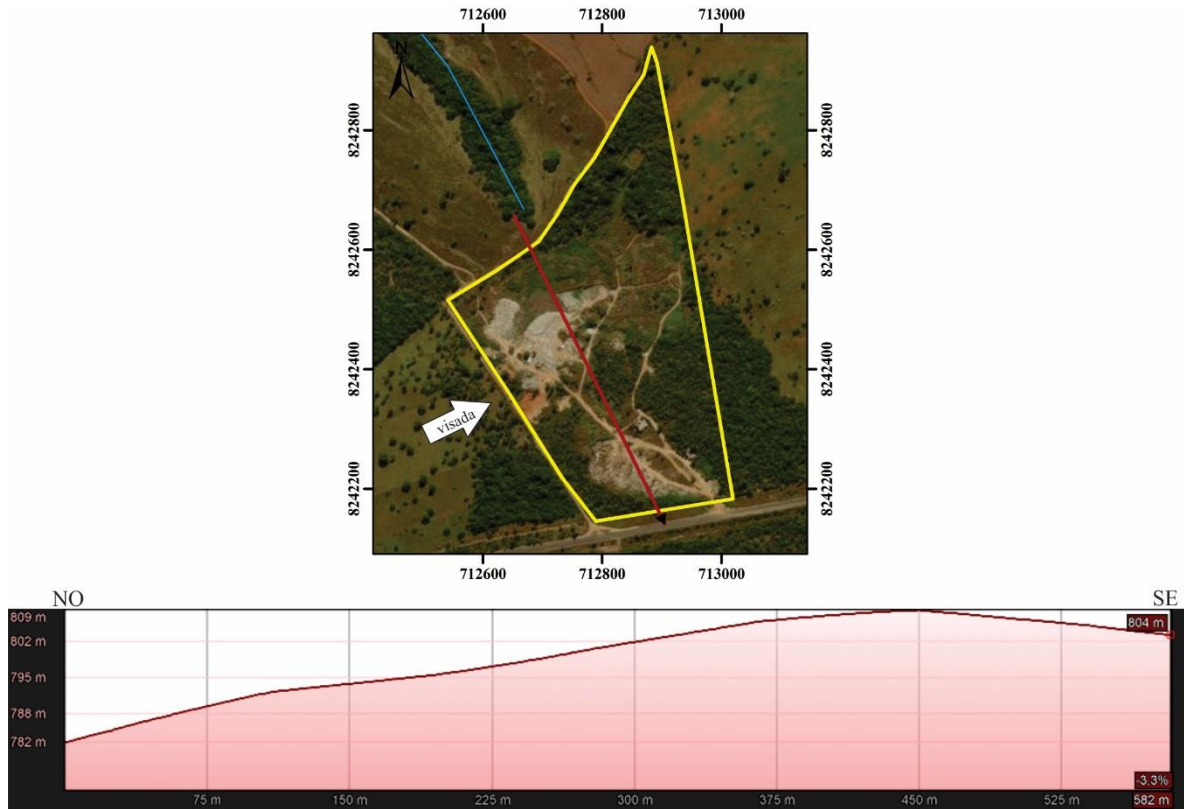 712600 712800 713000
N
8242800 8242800
8242600 8242600
8242400 8242400
visada
8242200 8242200
712600 712800 713000
NO SE
809 m
804 m
802 m
795 m
788 m
782 m
-3.3%
75 m 150 m 225 m 300 m 375 m 450 m 525 m 582 m